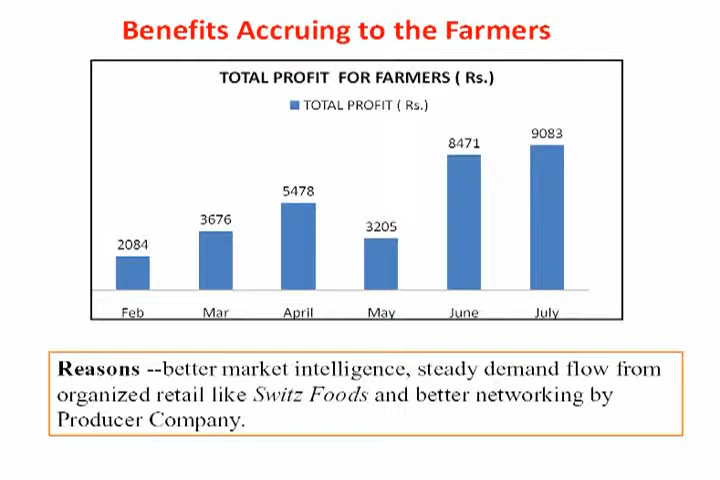 Benefits Accruing to the Farmers
TOTAL PROFIT FOR FARMERS ( Rs.)
TOTAL PROFIT ( Rs.)
2084
3676
5478
3205
8471
9083
Feb
Mar
April
May
June
July
Reasons --better market intelligence, steady demand flow from
organized retail like Switz Foods and better networking by
Producer Company.